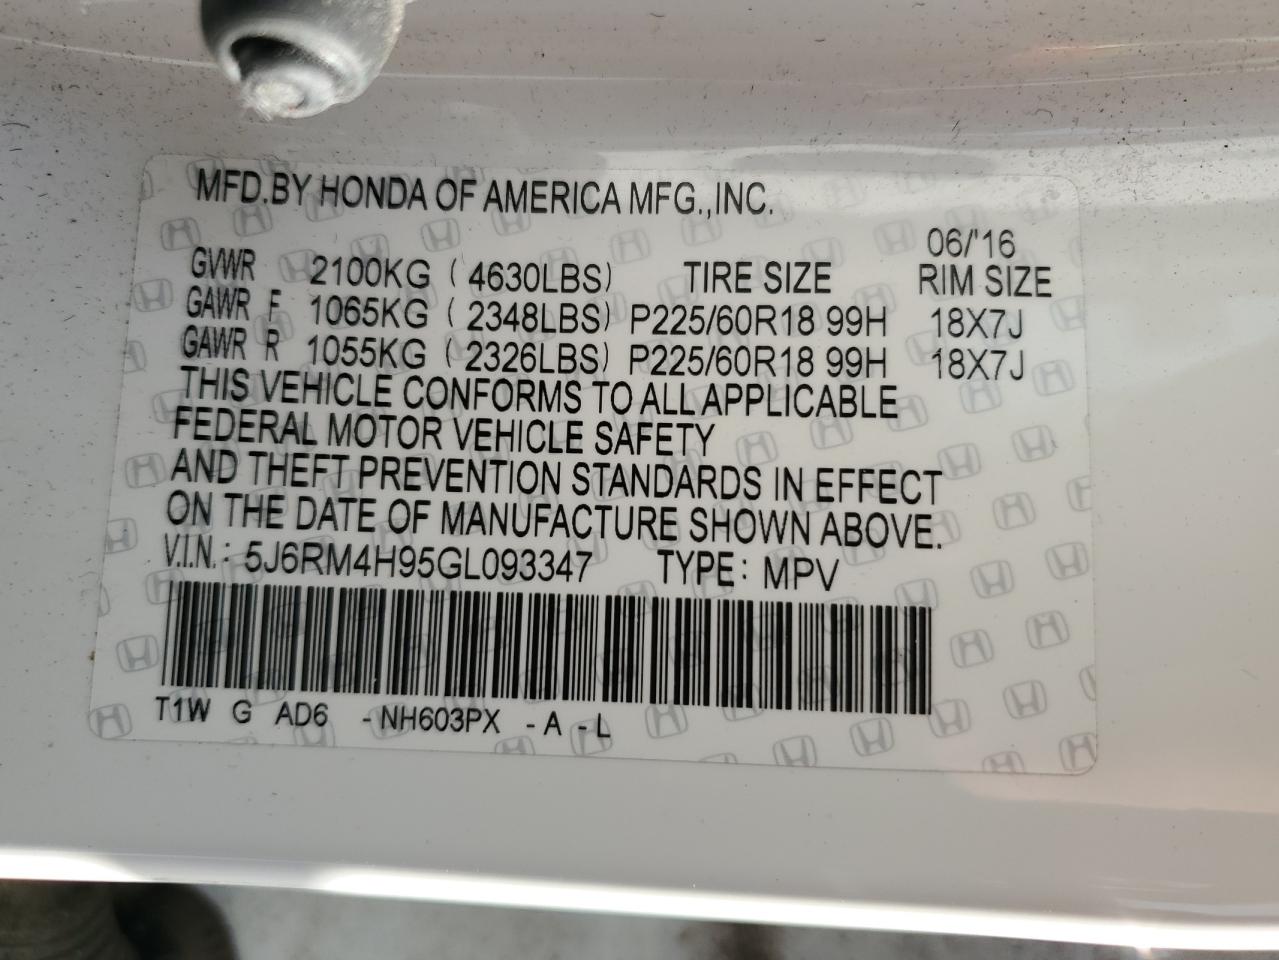 MFD.BY HONDA OF AMERICA MFG.,INC.
06/'16
GVWR 2100KG ( 4630LBS) TIRE SIZE RIM SIZE
GAWR F 1065KG ( 2348LBS) P225/60R18 99H 18X7J
GAWR R 1055KG ( 2326LBS) P225/60R18 99H 18X7J
THIS VEHICLE CONFORMS TO ALL APPLICABLE
FEDERAL MOTOR VEHICLE SAFETY
AND THEFT PREVENTION STANDARDS IN EFFECT
ON THE DATE OF MANUFACTURE SHOWN ABOVE.
V.I.N.: 5J6RM4H95GL093347 TYPE: MPV
T1W G AD6 -NH603PX -A -L